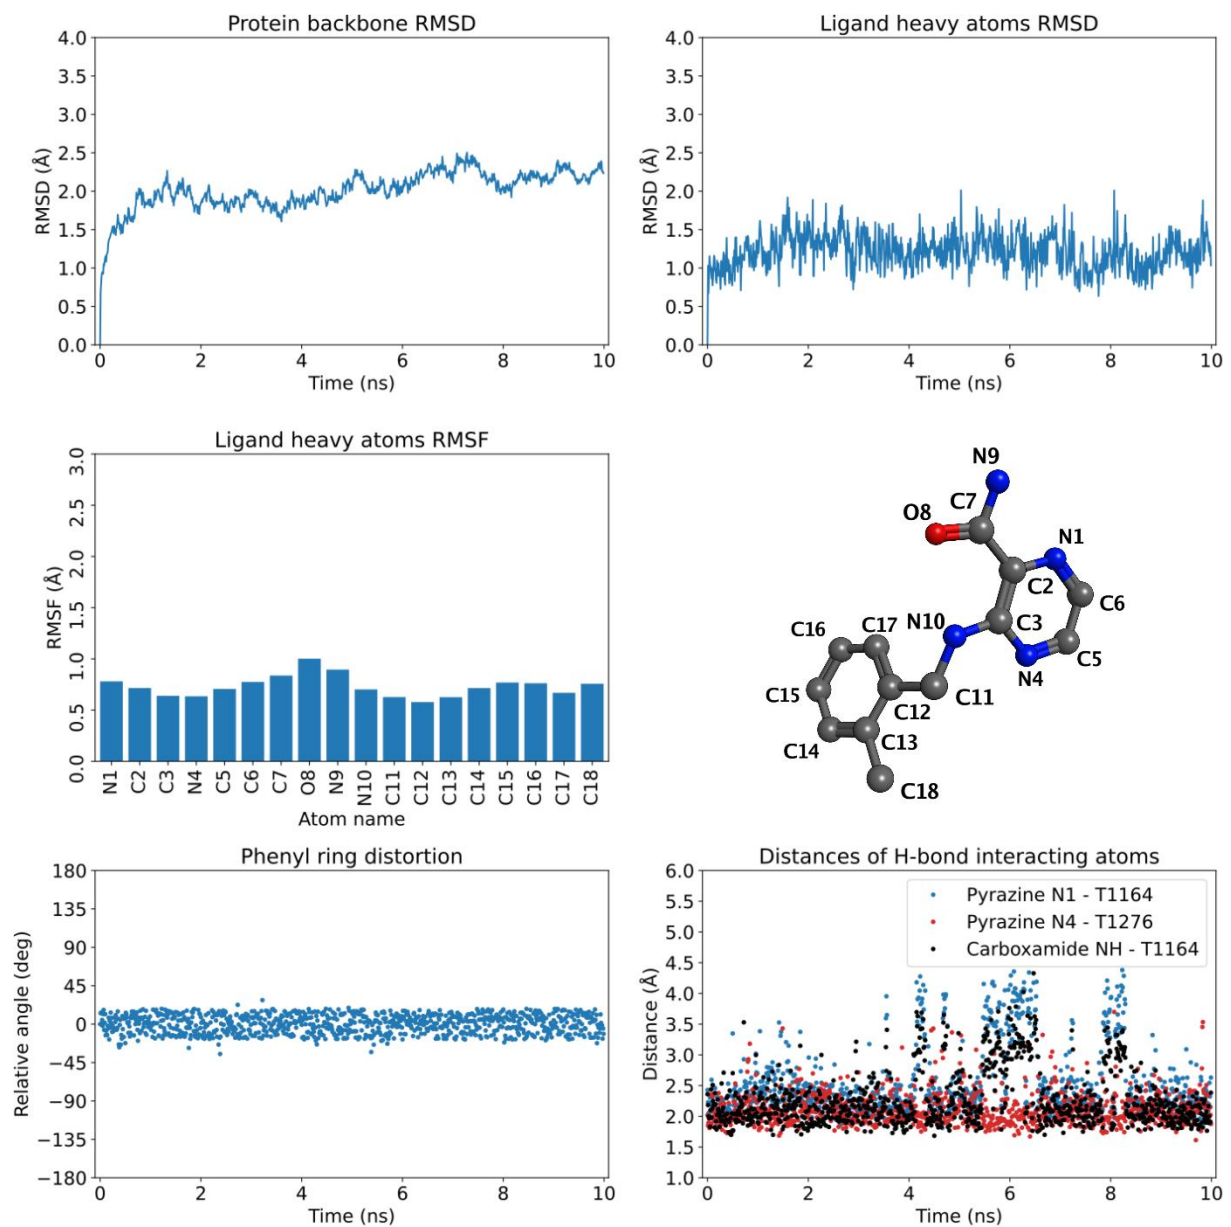 Protein backbone RMSD
RMSD (Å)
4.0
3.5
3.0
2.5
2.0
1.5
1.0
0.5
0.0
0 2 4 6 8 10
Time (ns)
Ligand heavy atoms RMSD
RMSD (Å)
4.0
3.5
3.0
2.5
2.0
1.5
1.0
0.5
0.0
0 2 4 6 8 10
Time (ns)
Ligand heavy atoms RMSF
RMSF (Å)
3.0
2.5
2.0
1.5
1.0
0.5
0.0
N1 C2 C3 N4 C5 C6 C7 O8 N9 N10 C11 C12 C13 C14 C15 C16 C17 C18
Atom name
N9
C7
O8
N1
C2
C6
N10
C3
C17
C16
C5
N4
C15
C12
C11
C14
C13
C18
Phenyl ring distortion
Relative angle (deg)
180
135
90
45
0
−45
−90
−135
−180
0 2 4 6 8 10
Time (ns)
Distances of H-bond interacting atoms
Distance (Å)
6.0
5.5
5.0
4.5
4.0
3.5
3.0
2.5
2.0
1.5
1.0
Pyrazine N1 - T1164
Pyrazine N4 - T1276
Carboxamide NH - T1164
0 2 4 6 8 10
Time (ns)